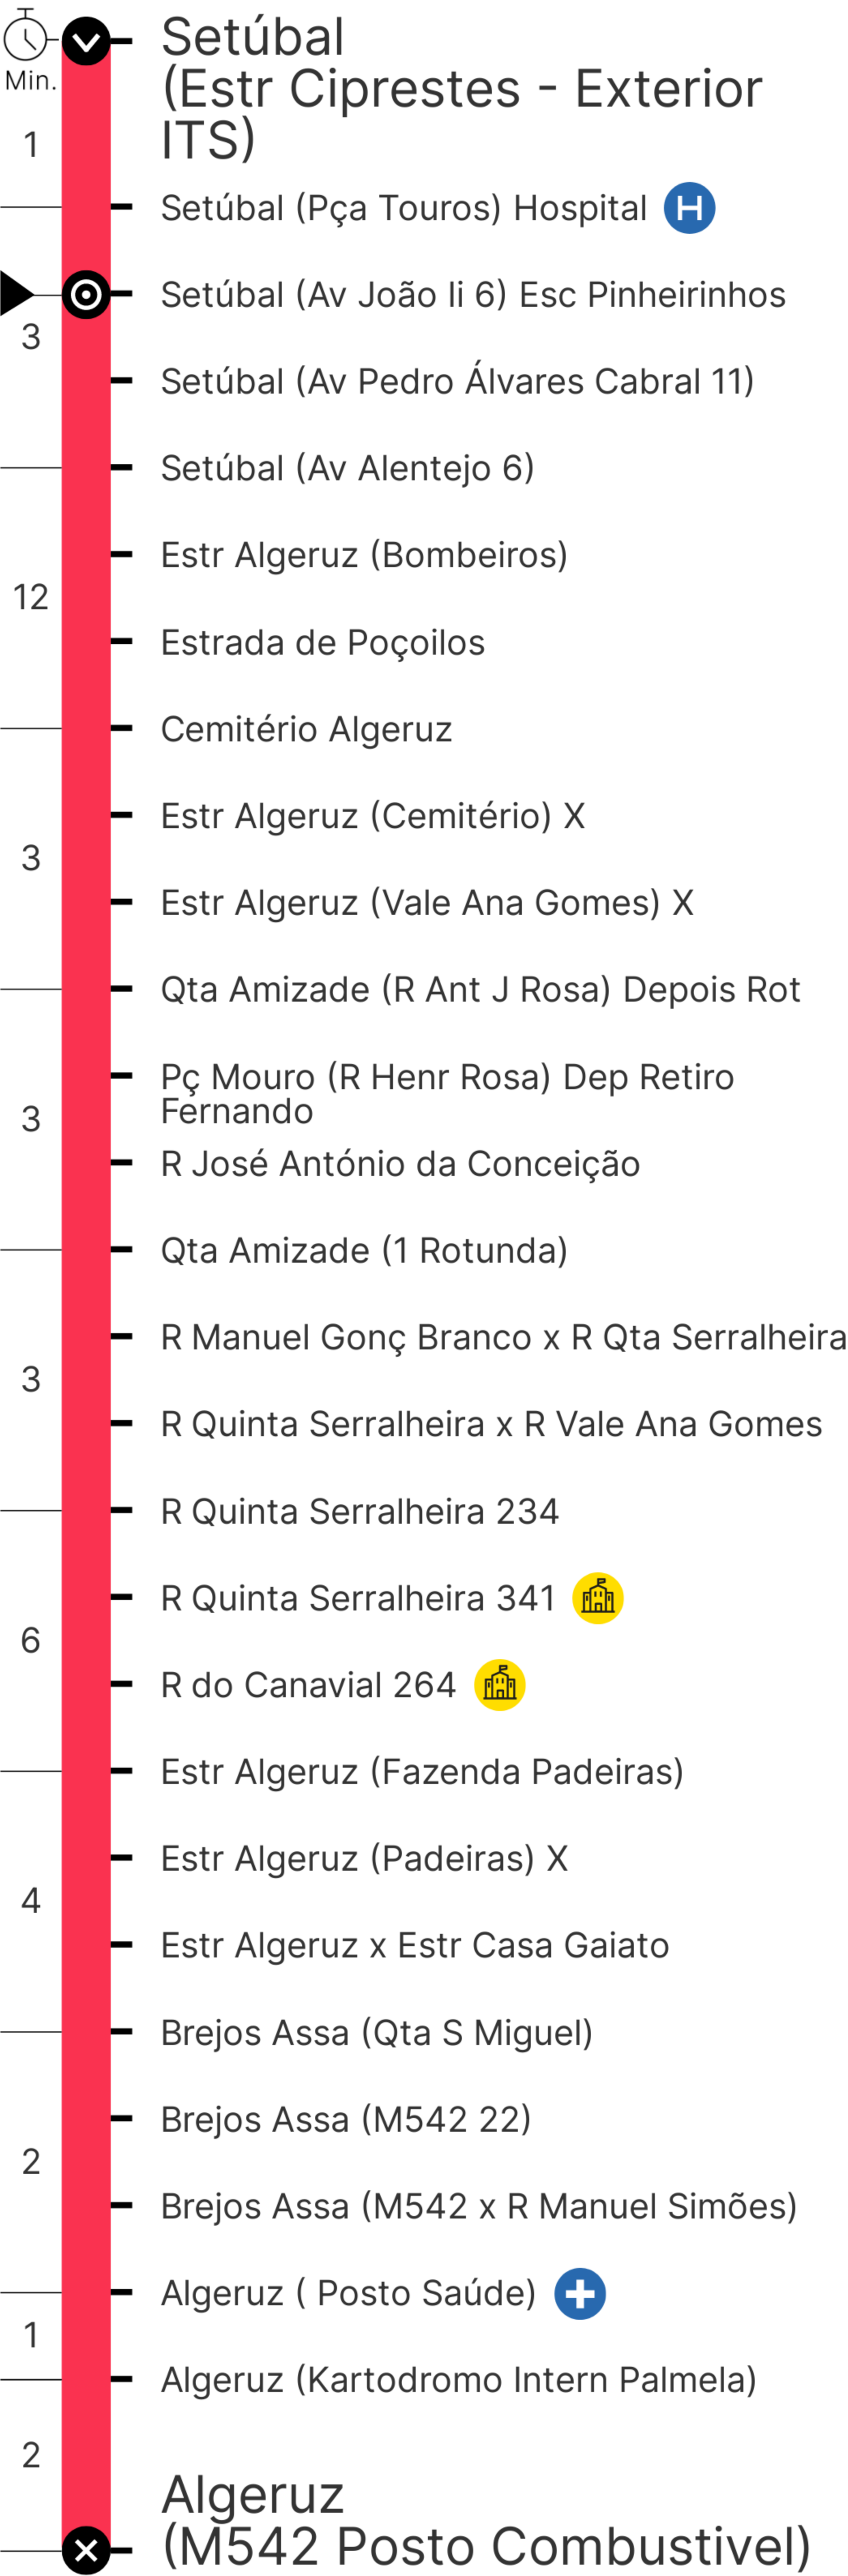 Setúbal
(Estr Ciprestes - Exterior
ITS)
Min.
1
Setúbal (Pça Touros) Hospital H
Setúbal (Av João Ii 6) Esc Pinheirinhos
3
Setúbal (Av Pedro Álvares Cabral 11)
Setúbal (Av Alentejo 6)
Estr Algeruz (Bombeiros)
12
Estrada de Poçoilos
Cemitério Algeruz
Estr Algeruz (Cemitério) X
3
Estr Algeruz (Vale Ana Gomes) X
Qta Amizade (R Ant J Rosa) Depois Rot
Pç Mouro (R Henr Rosa) Dep Retiro
Fernando
3
R José António da Conceição
Qta Amizade (1 Rotunda)
R Manuel Gonç Branco x R Qta Serralheira
3
R Quinta Serralheira x R Vale Ana Gomes
R Quinta Serralheira 234
R Quinta Serralheira 341
6
R do Canavial 264
Estr Algeruz (Fazenda Padeiras)
Estr Algeruz (Padeiras) X
4
Estr Algeruz x Estr Casa Gaiato
Brejos Assa (Qta S Miguel)
Brejos Assa (M542 22)
2
Brejos Assa (M542 x R Manuel Simões)
Algeruz ( Posto Saúde)
1
Algeruz (Kartodromo Intern Palmela)
2
Algeruz
(M542 Posto Combustivel)